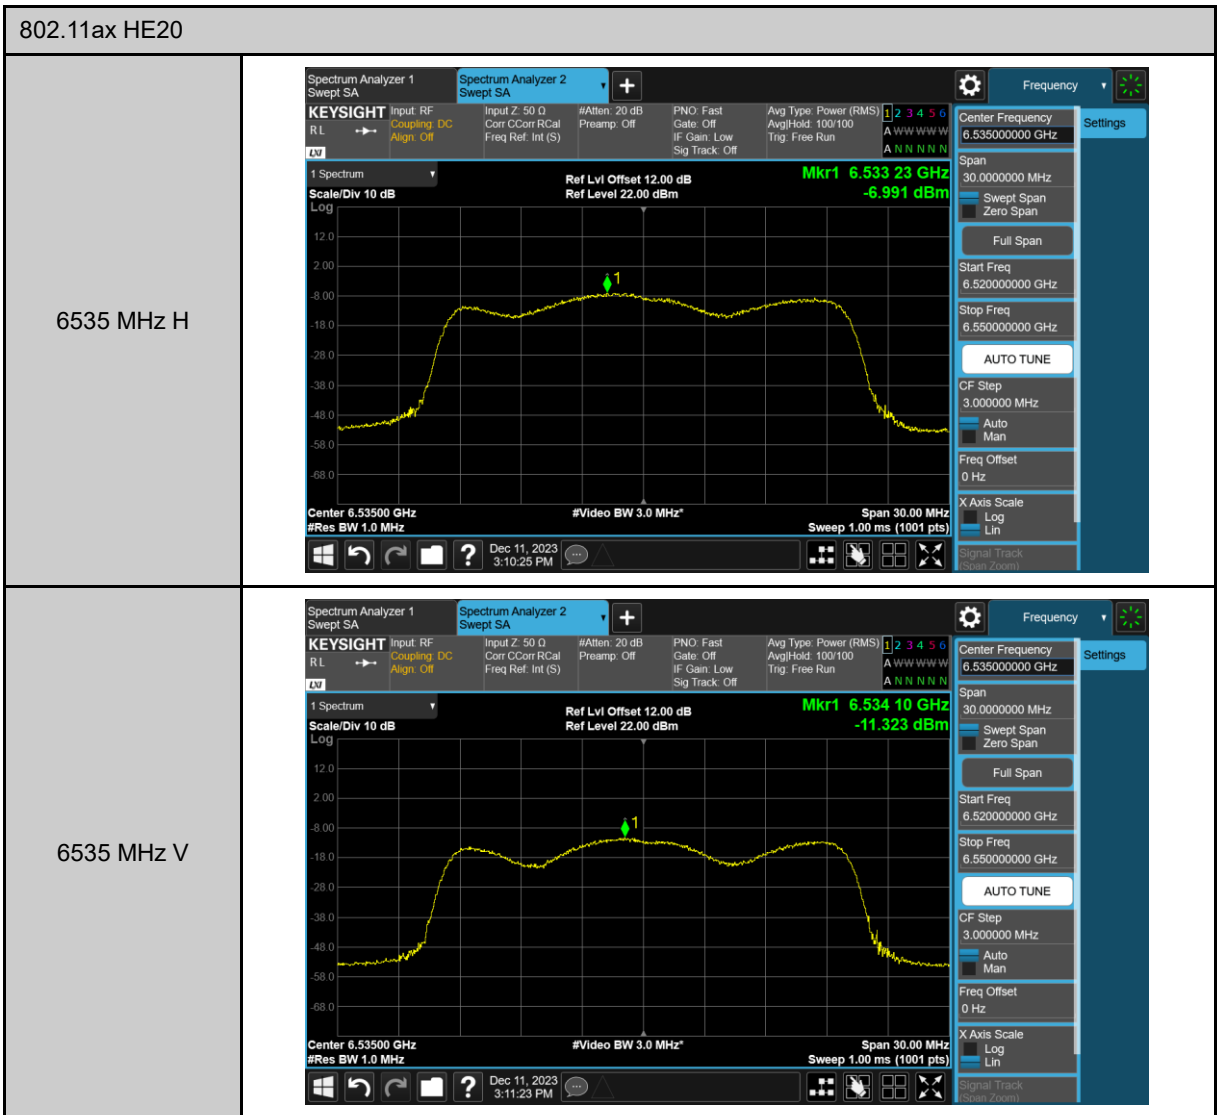 802.11ax HE20
6535 MHz H
Spectrum Analyzer 1
Swept SA
Spectrum Analyzer 2
Swept SA
Frequency
KEYSIGHT
RL
LXI
Input: RF
Coupling: DC
Align: Off
Input Z: 50 Ω
Corr CCorr RCal
Freq Ref: Int (S)
#Atten: 20 dB
Preamp: Off
PNO: Fast
Gate: Off
IF Gain: Low
Sig Track: Off
Avg Type: Power (RMS)
Avg|Hold: 100/100
Trig: Free Run
1 2 3 4 5 6
A W W W W W
A N N N N N
1 Spectrum
Scale/Div 10 dB
Log
Ref Lvl Offset 12.00 dB
Ref Level 22.00 dBm
Mkr1 6.533 23 GHz
-6.991 dBm
12.0
2.00
-8.00
-18.0
-28.0
-38.0
-48.0
-58.0
-68.0
1
Center 6.53500 GHz
#Res BW 1.0 MHz
#Video BW 3.0 MHz*
Span 30.00 MHz
Sweep 1.00 ms (1001 pts)
Dec 11, 2023
3:10:25 PM
Center Frequency
6.535000000 GHz
Settings
Span
30.0000000 MHz
Swept Span
Zero Span
Full Span
Start Freq
6.520000000 GHz
Stop Freq
6.550000000 GHz
AUTO TUNE
CF Step
3.000000 MHz
Auto
Man
Freq Offset
0 Hz
X Axis Scale
Log
Lin
Signal Track
(Span Zoom)
6535 MHz V
Spectrum Analyzer 1
Swept SA
Spectrum Analyzer 2
Swept SA
Frequency
KEYSIGHT
RL
LXI
Input: RF
Coupling: DC
Align: Off
Input Z: 50 Ω
Corr CCorr RCal
Freq Ref: Int (S)
#Atten: 20 dB
Preamp: Off
PNO: Fast
Gate: Off
IF Gain: Low
Sig Track: Off
Avg Type: Power (RMS)
Avg|Hold: 100/100
Trig: Free Run
1 2 3 4 5 6
A W W W W W
A N N N N N
1 Spectrum
Scale/Div 10 dB
Log
Ref Lvl Offset 12.00 dB
Ref Level 22.00 dBm
Mkr1 6.534 10 GHz
-11.323 dBm
12.0
2.00
-8.00
-18.0
-28.0
-38.0
-48.0
-58.0
-68.0
1
Center 6.53500 GHz
#Res BW 1.0 MHz
#Video BW 3.0 MHz*
Span 30.00 MHz
Sweep 1.00 ms (1001 pts)
Dec 11, 2023
3:11:23 PM
Center Frequency
6.535000000 GHz
Settings
Span
30.0000000 MHz
Swept Span
Zero Span
Full Span
Start Freq
6.520000000 GHz
Stop Freq
6.550000000 GHz
AUTO TUNE
CF Step
3.000000 MHz
Auto
Man
Freq Offset
0 Hz
X Axis Scale
Log
Lin
Signal Track
(Span Zoom)